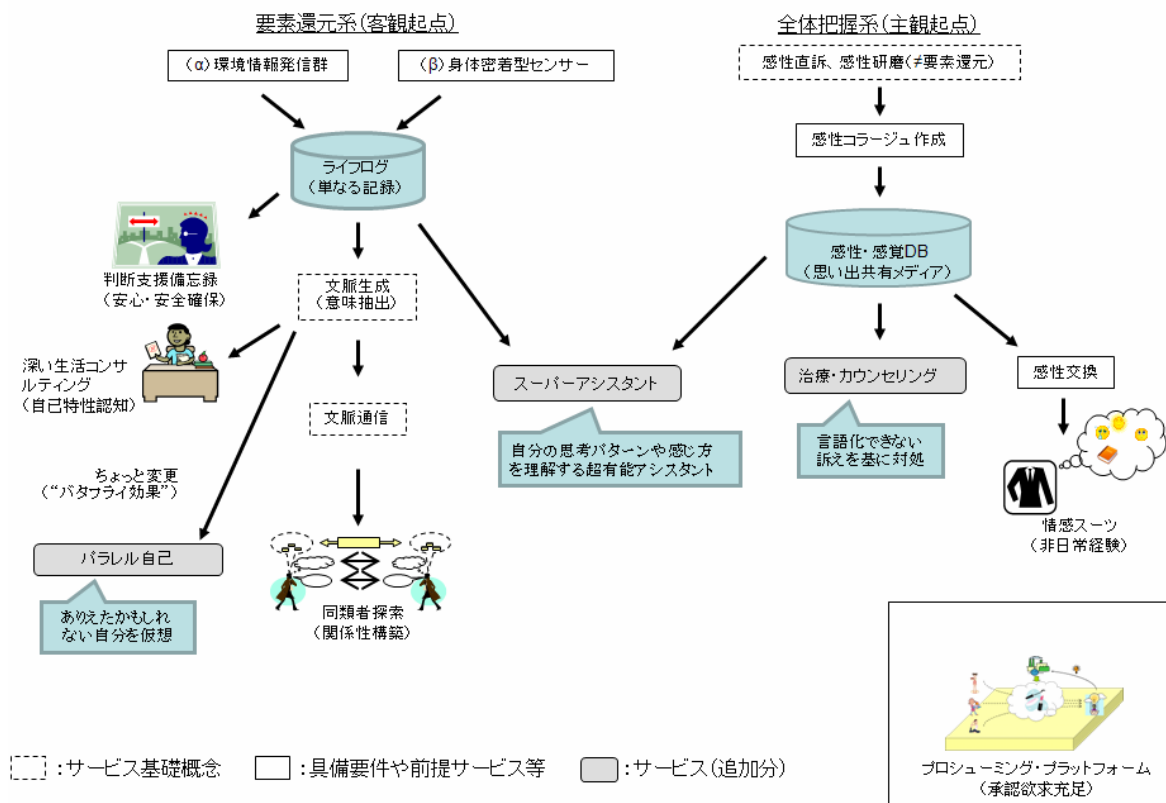 要素還元系(客観起点)
全体把握系(主観起点)
(α)環境情報発信群
(β)身体密着型センサー
感性直訴、感性研磨(≠要素還元)
感性コラージュ作成
ライフログ
(単なる記録)
感性・感覚DB
(思い出共有メディア)
判断支援備忘録
(安心・安全確保)
文脈生成
(意味抽出)
深い生活コンサ
ルティング
(自己特性認知)
スーパーアシスタント
治療・カウンセリング
感性交換
文脈通信
自分の思考パターンや感じ方
を理解する超有能アシスタント
言語化できない
訴えを基に対処
ちょっと変更
(“バタフライ効果”)
情感スーツ
(非日常経験)
パラレル自己
ありえたかもしれ
ない自分を仮想
同類者探索
(関係性構築)
プロシューミング・プラットフォーム
(承認欲求充足)
:サービス基礎概念
:具備要件や前提サービス等
:サービス(追加分)